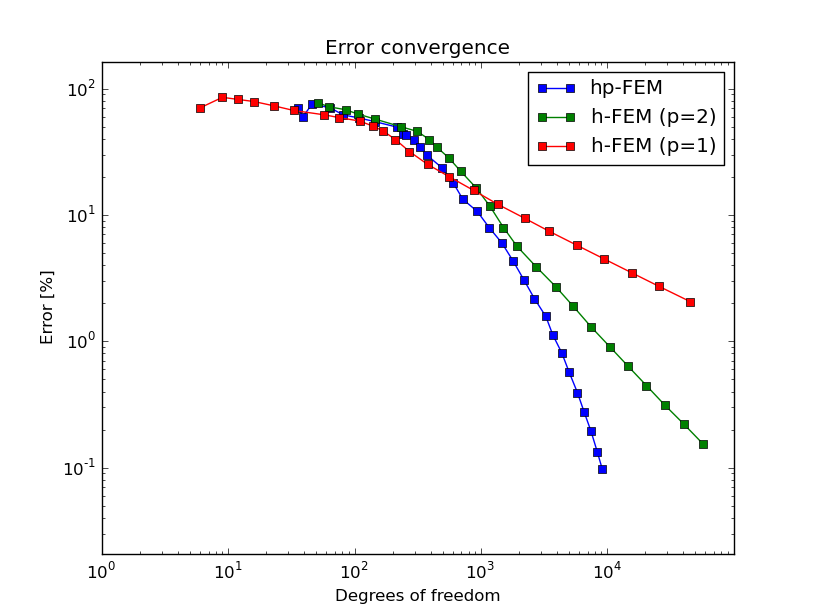 Error convergence
hp-FEM
h-FEM (p=2)
h-FEM (p=1)
10^2
10^1
10^0
10^-1
Error [%]
10^0 10^1 10^2 10^3 10^4
Degrees of freedom